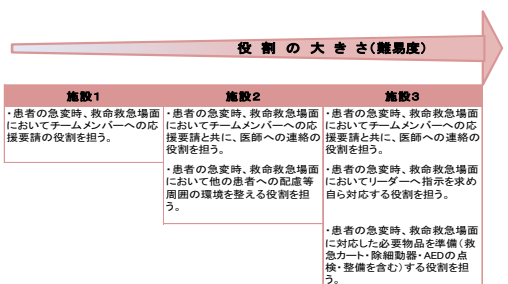 役 割 の 大 き さ(難易度)
施設1
・患者の急変時、救命救急場面
においてチームメンバーへの応
援要請の役割を担う。
施設2
・患者の急変時、救命救急場面
においてチームメンバーへの応
援要請と共に、医師への連絡の
役割を担う。
・患者の急変時、救命救急場面
において他の患者への配慮等
周囲の環境を整える役割を担
う。
施設3
・患者の急変時、救命救急場面
においてチームメンバーへの応
援要請と共に、医師への連絡の
役割を担う。
・患者の急変時、救命救急場面
においてリーダーへ指示を求め
自ら対応する役割を担う。
・患者の急変時、救命救急場面
に対応した必要物品を準備(救
急カート・除細動器・AEDの点
検・整備を含む)する役割を担
う。